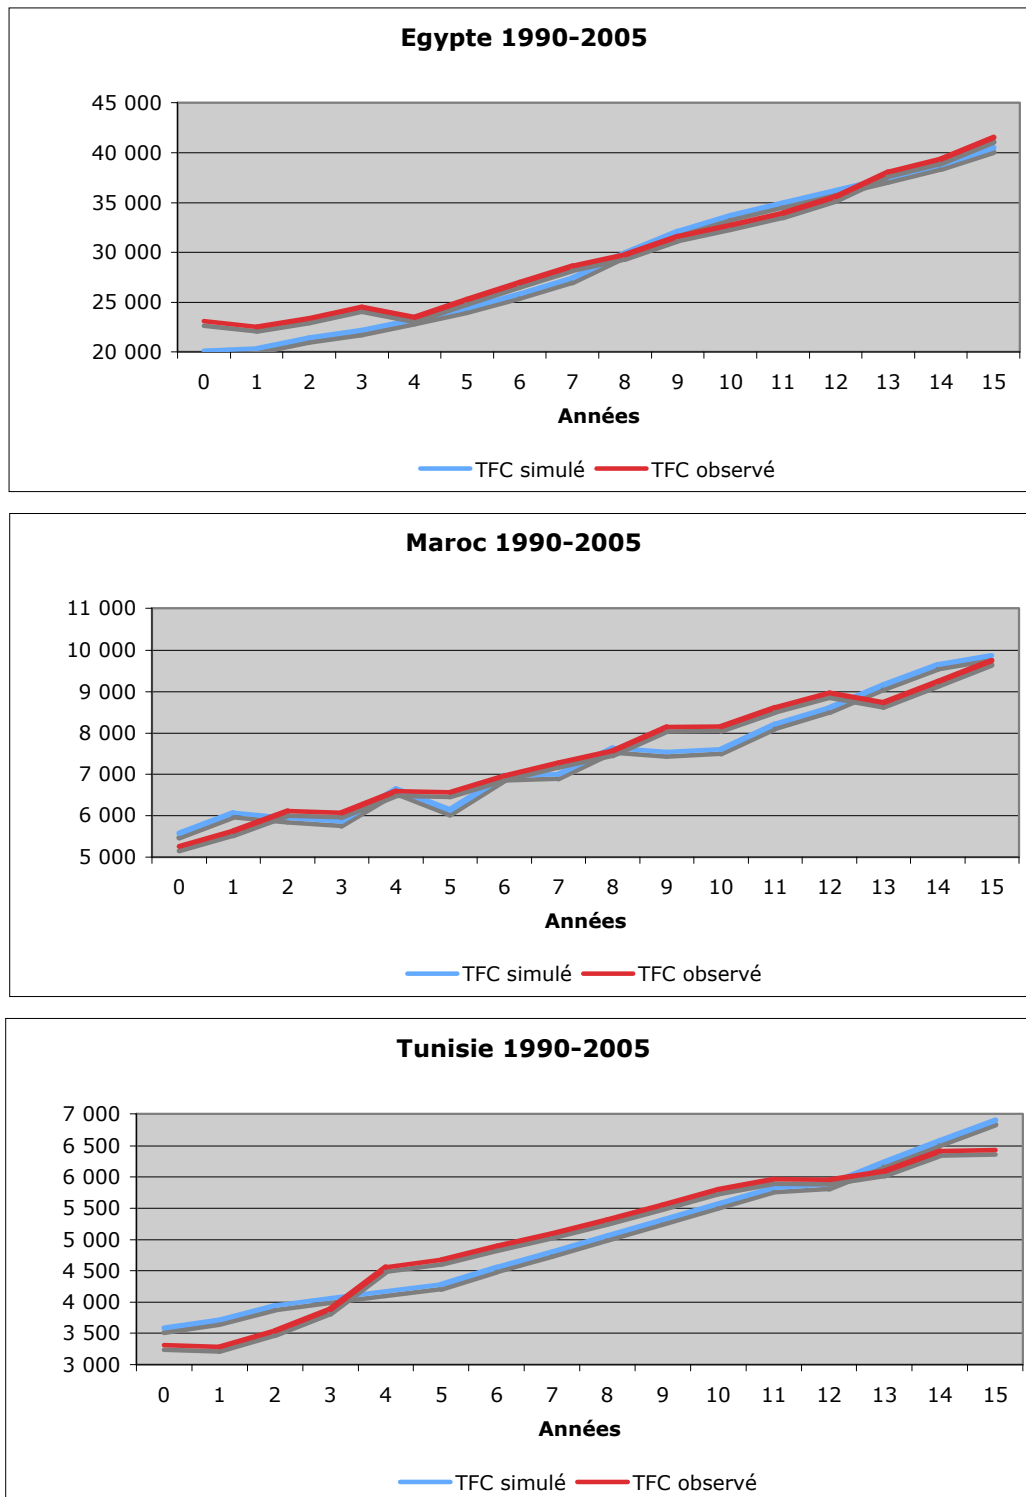 Egypte 1990-2005
45 000
40 000
35 000
30 000
25 000
20 000
0 1 2 3 4 5 6 7 8 9 10 11 12 13 14 15
Années
TFC simulé TFC observé
Maroc 1990-2005
11 000
10 000
9 000
8 000
7 000
6 000
5 000
0 1 2 3 4 5 6 7 8 9 10 11 12 13 14 15
Années
TFC simulé TFC observé
Tunisie 1990-2005
7 000
6 500
6 000
5 500
5 000
4 500
4 000
3 500
3 000
0 1 2 3 4 5 6 7 8 9 10 11 12 13 14 15
Années
TFC simulé TFC observé